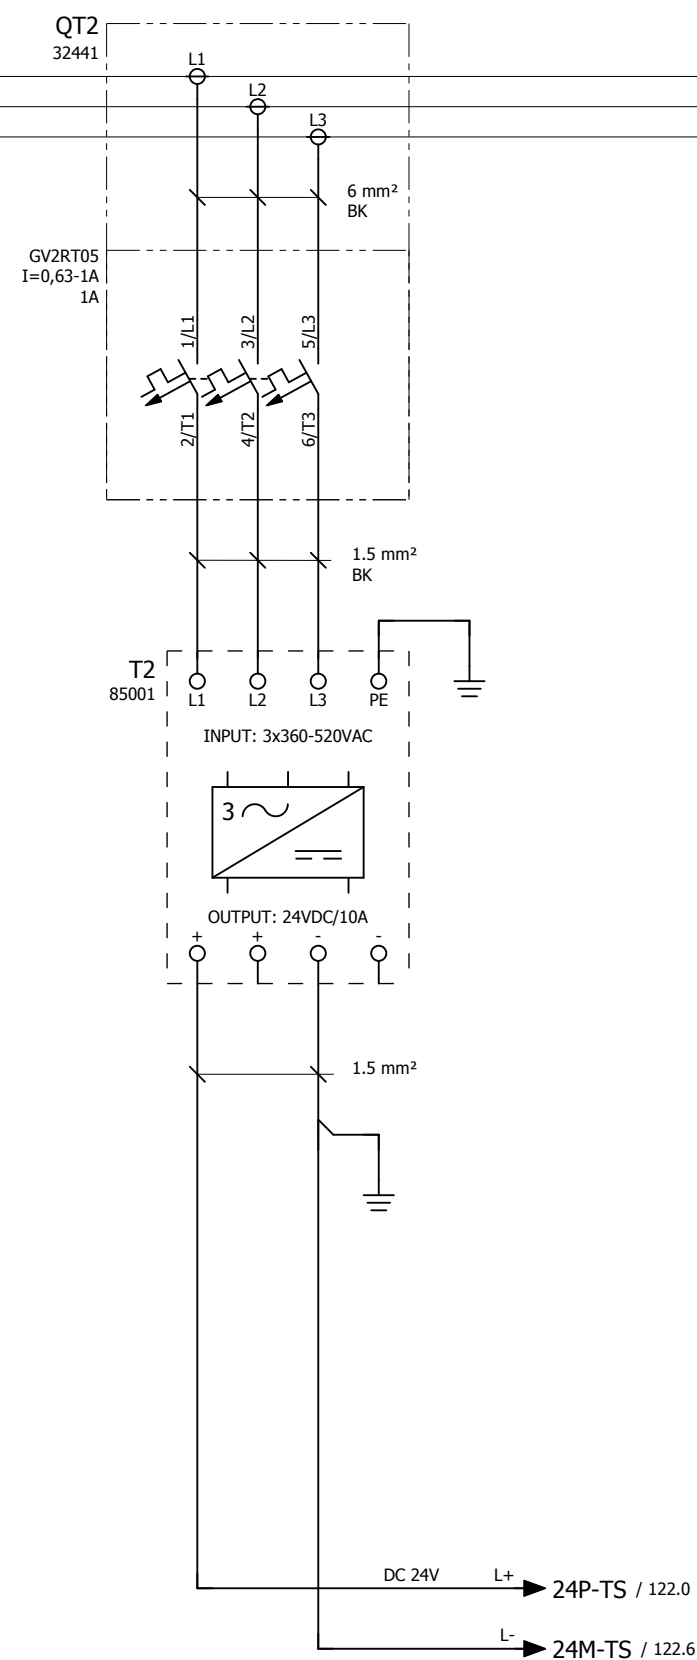 QT2
32441
L1
L2
L3
6 mm²
BK
GV2RT05
I=0,63-1A
1A
1/L1
3/L2
5/L3
2/T1
4/T2
6/T3
1.5 mm²
BK
T2
85001
L1
L2
L3
PE
INPUT: 3x360-520VAC
3
OUTPUT: 24VDC/10A
+
+
-
-
1.5 mm²
DC 24V
L+
24P-TS / 122.0
L-
24M-TS / 122.6